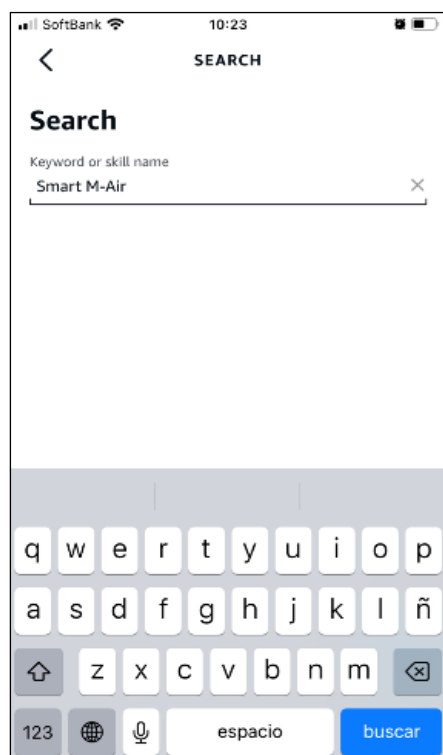 SoftBank 10:23
SEARCH
Search
Keyword or skill name
Smart M-Air
q w e r t y u i o p
a s d f g h j k l ñ
z x c v b n m
123 espacio buscar